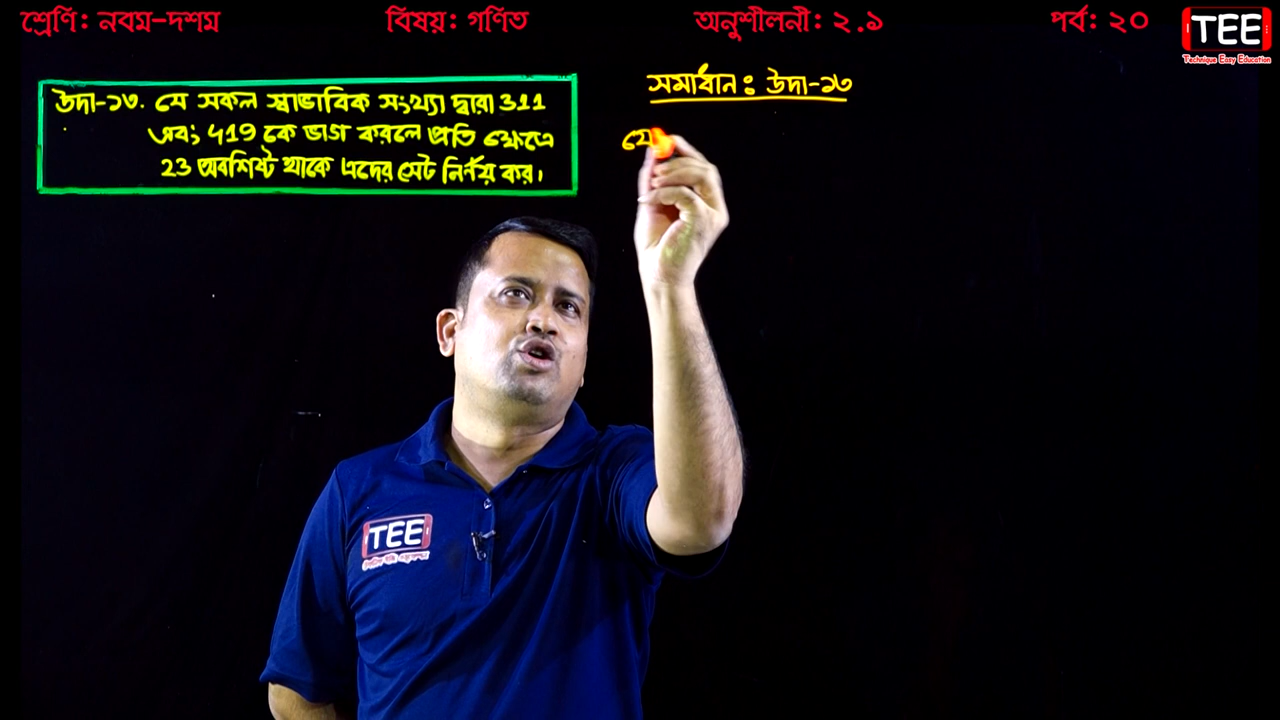 শ্রেণি: নবম-দশম
বিষয়: গণিত
অনুশীলনী: ২.১
পর্ব: ২০
TEE
Technique Easy Education
উদা-১৩. যে সকল স্বাভাবিক সংখ্যা দ্বারা 311
এবং 419 কে ভাগ করলে প্রতি ক্ষেত্রে
23 অবশিষ্ট থাকে এদের সেট নির্ণয় কর।
সমাধান : উদা-১৩
যে
TEE